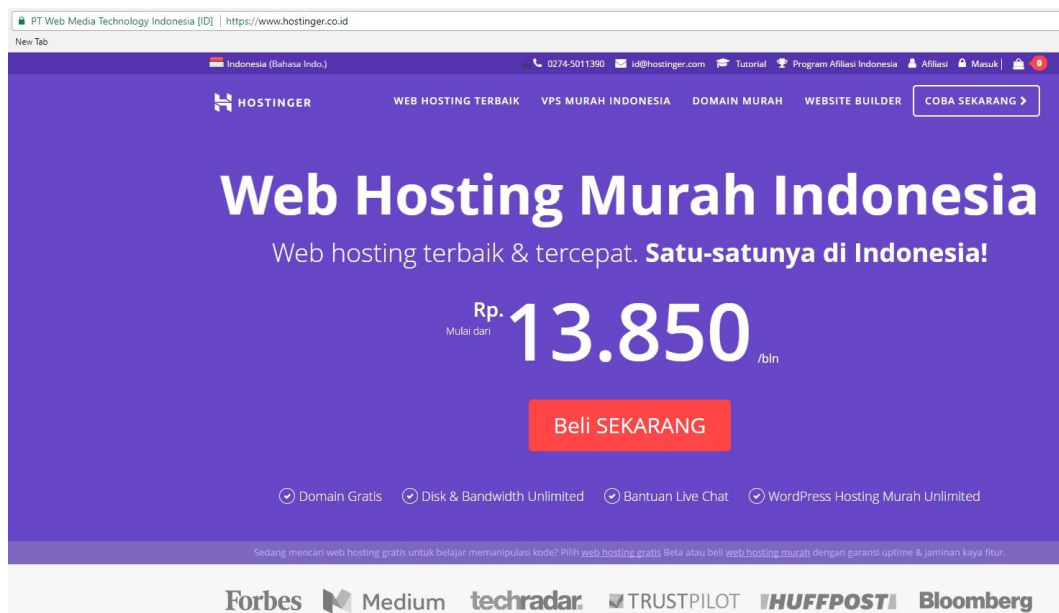 PT Web Media Technology Indonesia [ID] | https://www.hostinger.co.id
New Tab
Indonesia (Bahasa Indo.) 0274-5011390 id@hostinger.com Tutorial Program Afiliasi Indonesia Afiliasi Masuk | 0
HOSTINGER WEB HOSTING TERBAIK VPS MURAH INDONESIA DOMAIN MURAH WEBSITE BUILDER COBA SEKARANG >
Web Hosting Murah Indonesia
Web hosting terbaik & tercepat. Satu-satunya di Indonesia!
Mulai dari Rp. 13.850 /bln
Beli SEKARANG
Domain Gratis Disk & Bandwidth Unlimited Bantuan Live Chat WordPress Hosting Murah Unlimited
Sedang mencari web hosting gratis untuk belajar memanipulasi kode? Pilih web hosting gratis Beta atau beli web hosting murah dengan garansi uptime & jaminan kaya fitur.
Forbes Medium techradar. TRUSTPILOT HUFFPOST Bloomberg